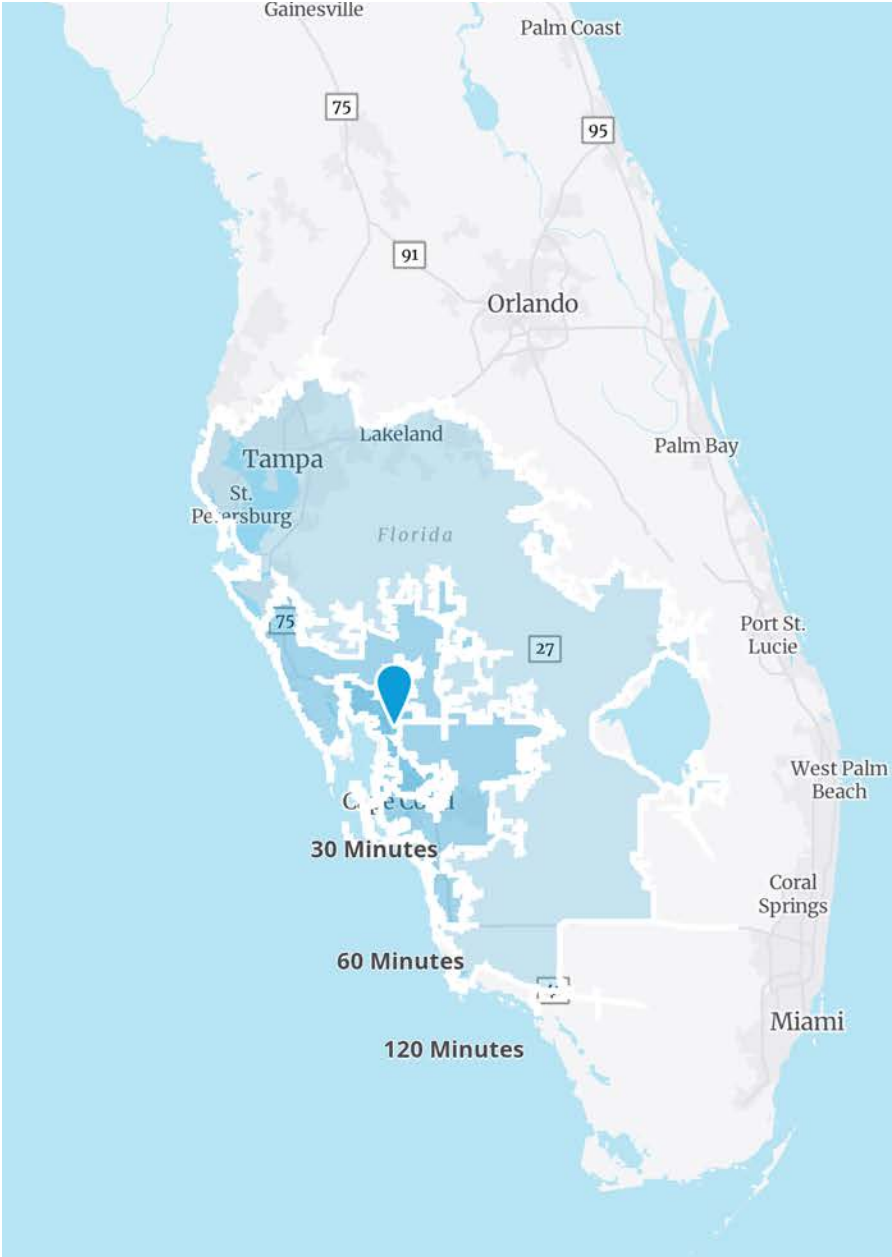 Gainesville
Palm Coast
75
95
91
Orlando
Lakeland
Palm Bay
Tampa
St.
Petersburg
Florida
75
27
Port St.
Lucie
West Palm
Beach
30 Minutes
Coral
Springs
60 Minutes
Miami
120 Minutes